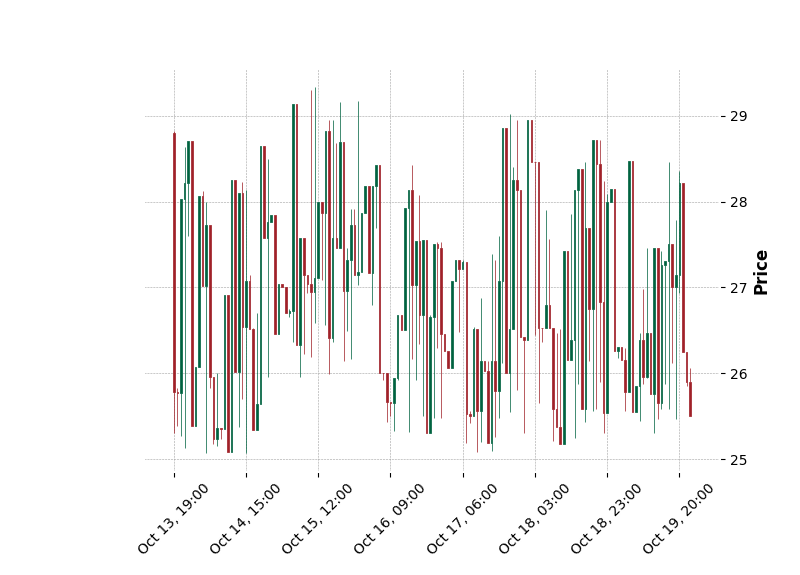 29
28
27
26
25
Price
Oct 13, 19:00
Oct 14, 15:00
Oct 15, 12:00
Oct 16, 09:00
Oct 17, 06:00
Oct 18, 03:00
Oct 18, 23:00
Oct 19, 20:00